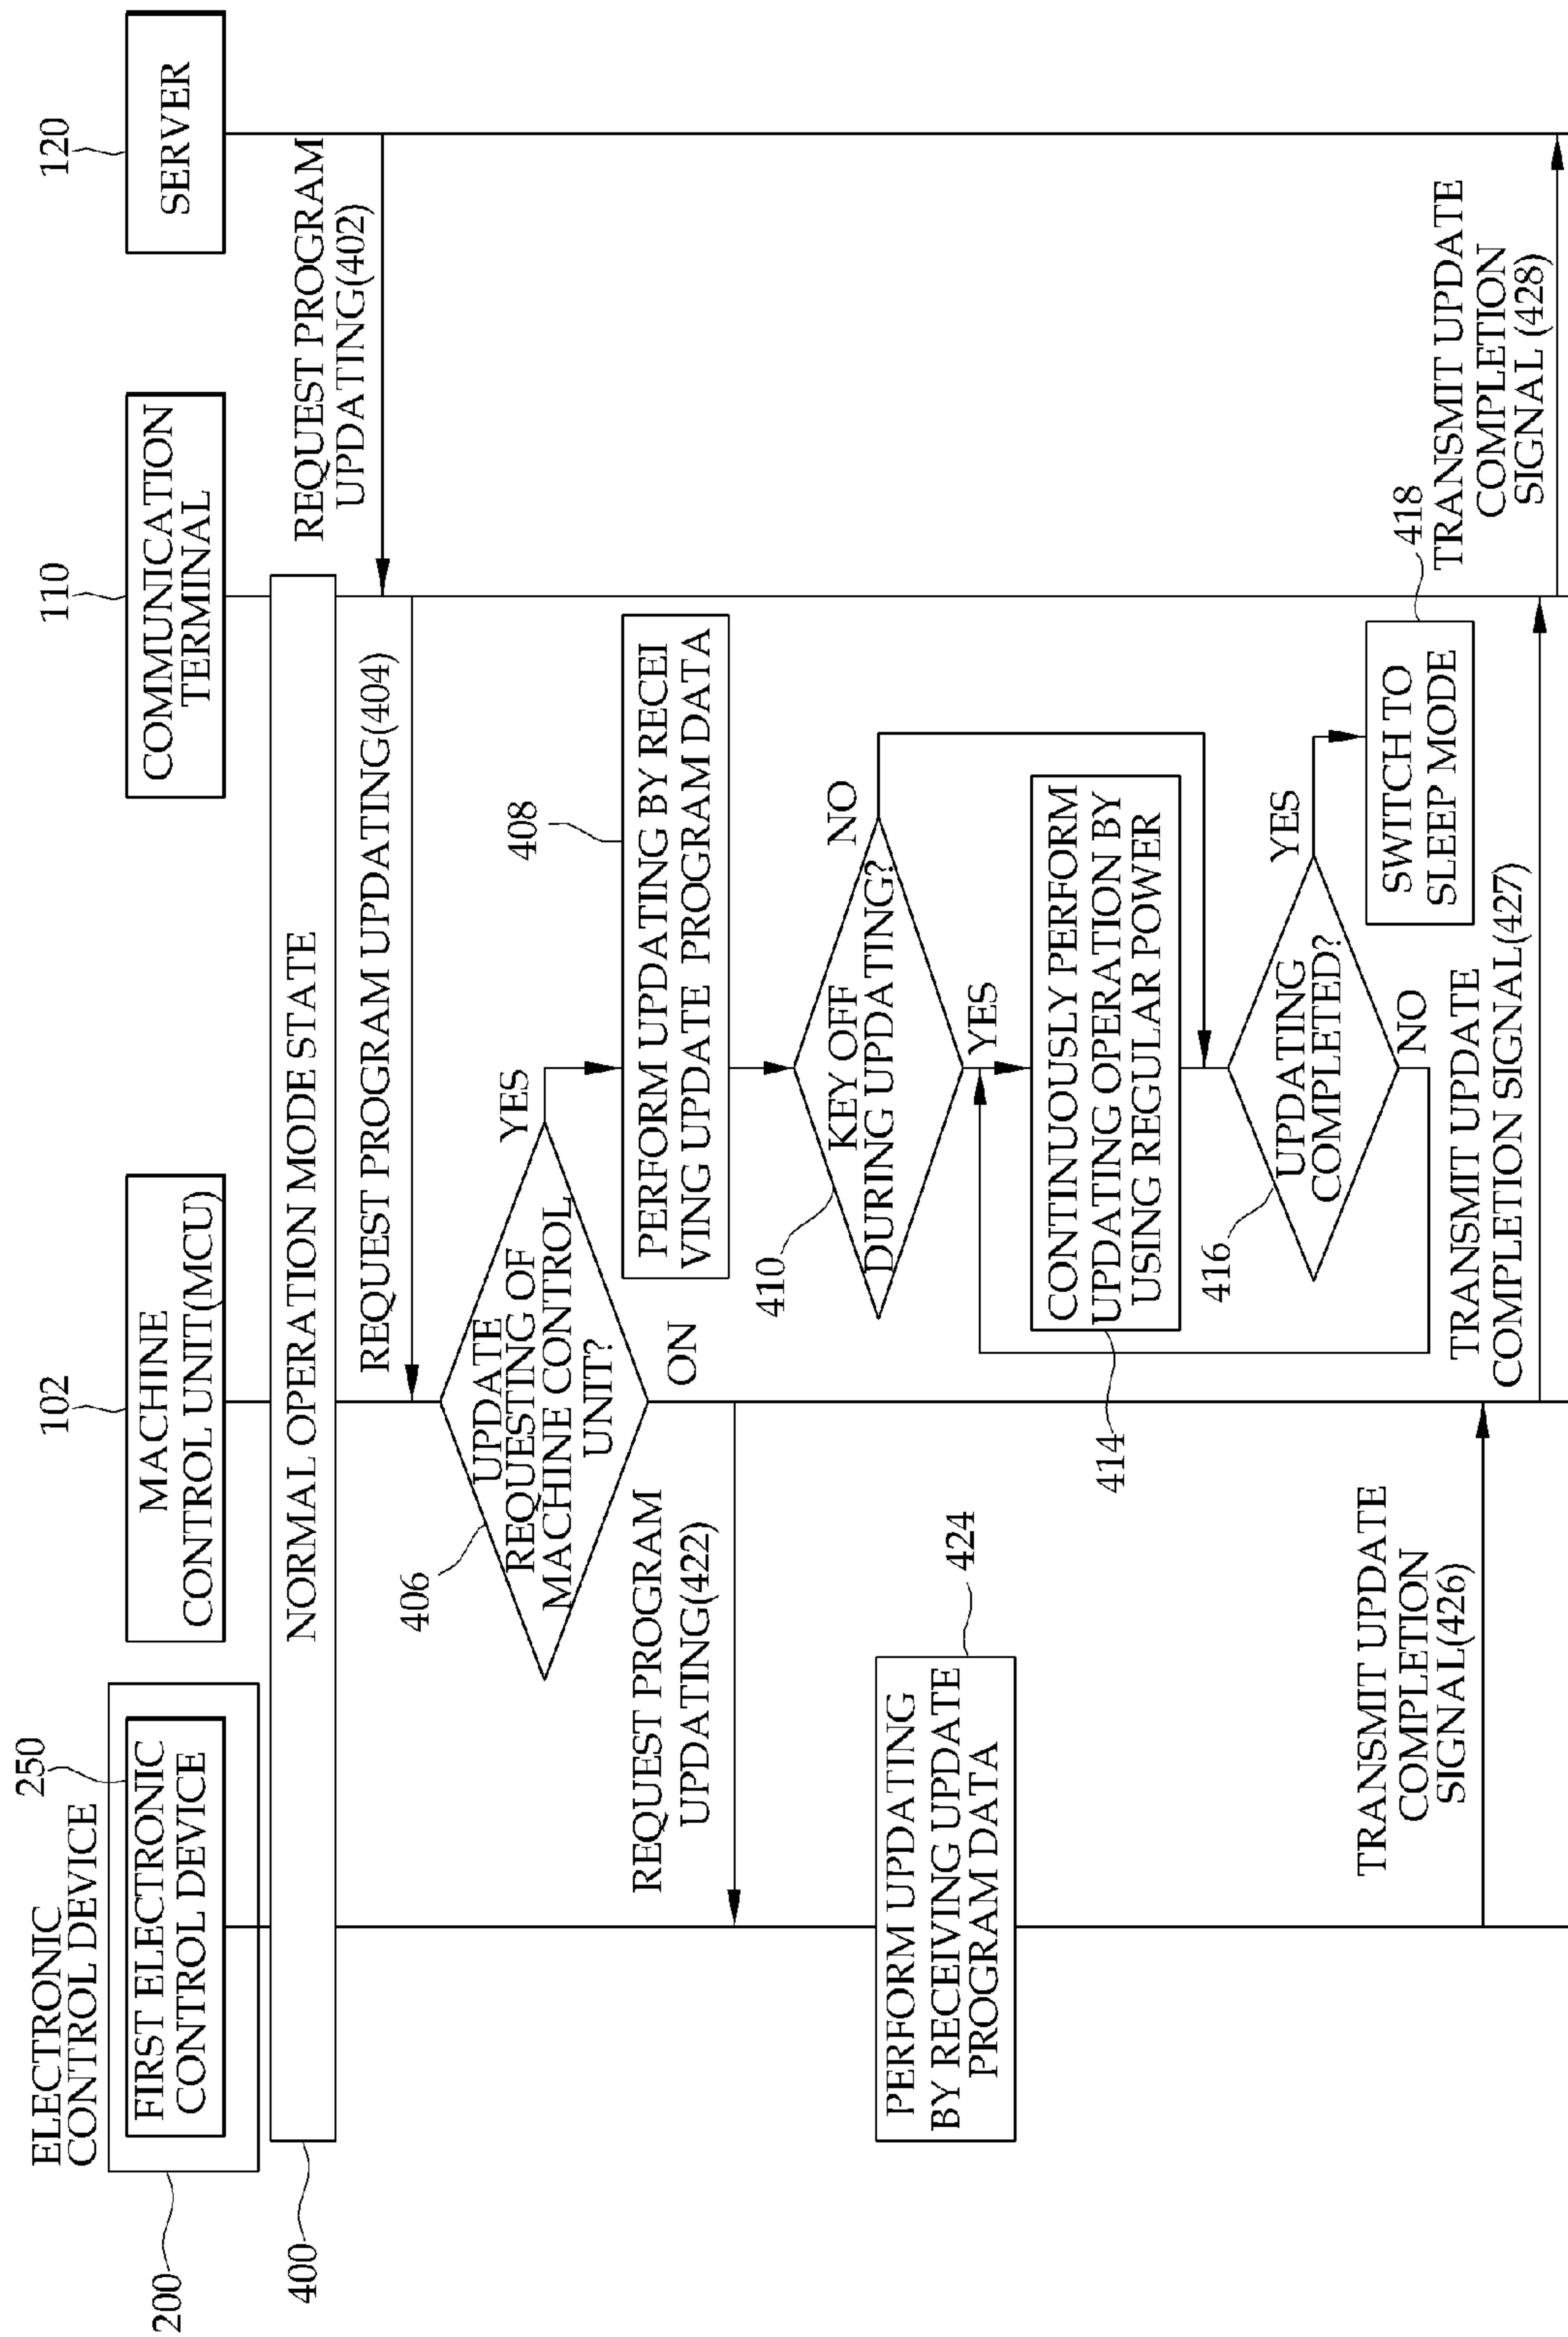 ELECTRONIC
CONTROL DEVICE
250
FIRST ELECTRONIC
CONTROL DEVICE
200
102
MACHINE
CONTROL UNIT(MCU)
110
COMMUNICATION
TERMINAL
120
SERVER
400
NORMAL OPERATION MODE STATE
REQUEST PROGRAM
UPDATING(402)
REQUEST PROGRAM UPDATING(404)
406
UPDATE
REQUESTING OF
MACHINE CONTROL
UNIT?
YES
ON
408
PERFORM UPDATING BY RECEI
VING UPDATE PROGRAM DATA
REQUEST PROGRAM
UPDATING(422)
410
KEY OFF
DURING UPDATING?
NO
YES
424
PERFORM UPDATING
BY RECEIVING UPDATE
PROGRAM DATA
414
CONTINUOUSLY PERFORM
UPDATING OPERATION BY
USING REGULAR POWER
416
UPDATING
COMPLETED?
YES
NO
418
SWITCH TO
SLEEP MODE
TRANSMIT UPDATE
COMPLETION
SIGNAL(426)
TRANSMIT UPDATE
COMPLETION SIGNAL(427)
TRANSMIT UPDATE
COMPLETION
SIGNAL (428)